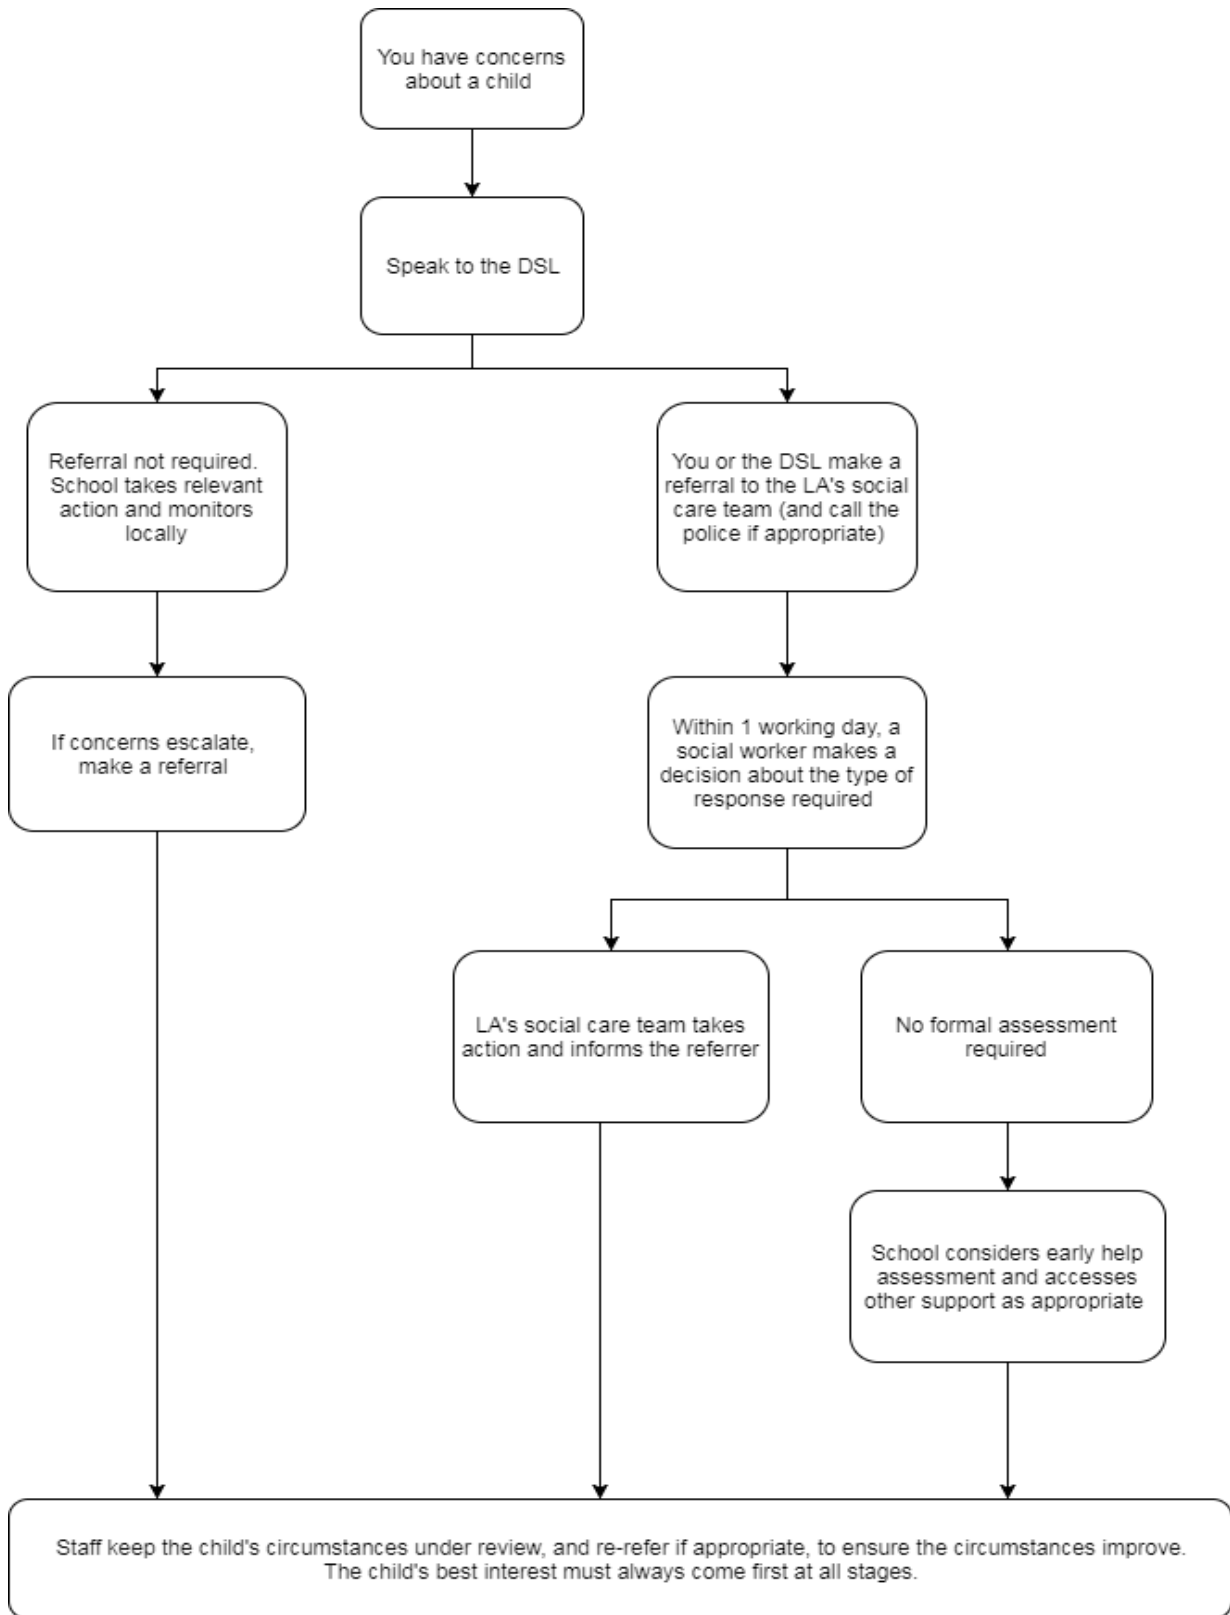 You have concerns
about a child
Speak to the DSL
Referral not required.
School takes relevant
action and monitors
locally
You or the DSL make a
referral to the LA's social
care team (and call the
police if appropriate)
If concerns escalate,
make a referral
Within 1 working day, a
social worker makes a
decision about the type of
response required
LA's social care team takes
action and informs the referrer
No formal assessment
required
School considers early help
assessment and accesses
other support as appropriate
Staff keep the child's circumstances under review, and re-refer if appropriate, to ensure the circumstances improve.
The child's best interest must always come first at all stages.